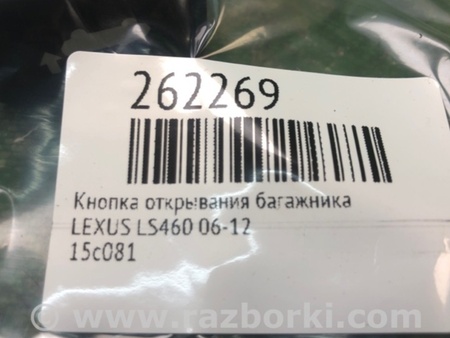 262269
Кнопка открывания багажника
LEXUS LS460 06-12
15c081
www.razborki.com